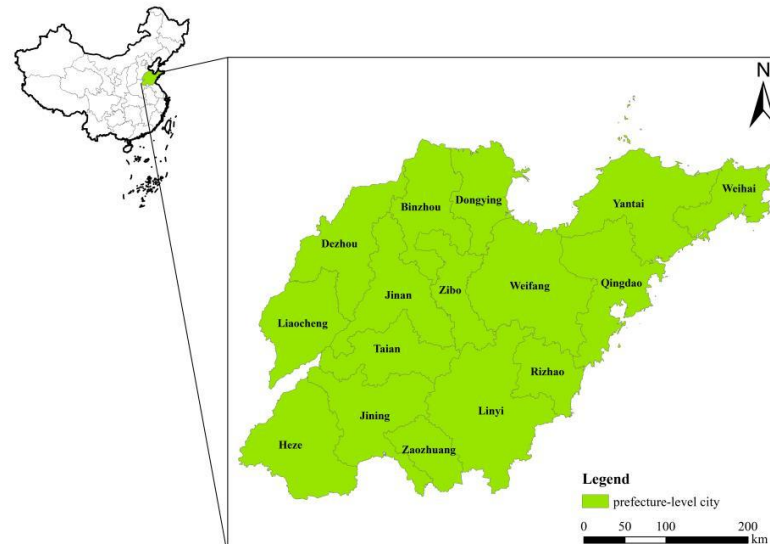 N
Weihai
Yantai
Dongying
Binzhou
Dezhou
Qingdao
Zibo
Weifang
Jinan
Liaocheng
Taian
Rizhao
Linyi
Jining
Heze
Zaozhuang
Legend
prefecture-level city
0 50 100 200
km